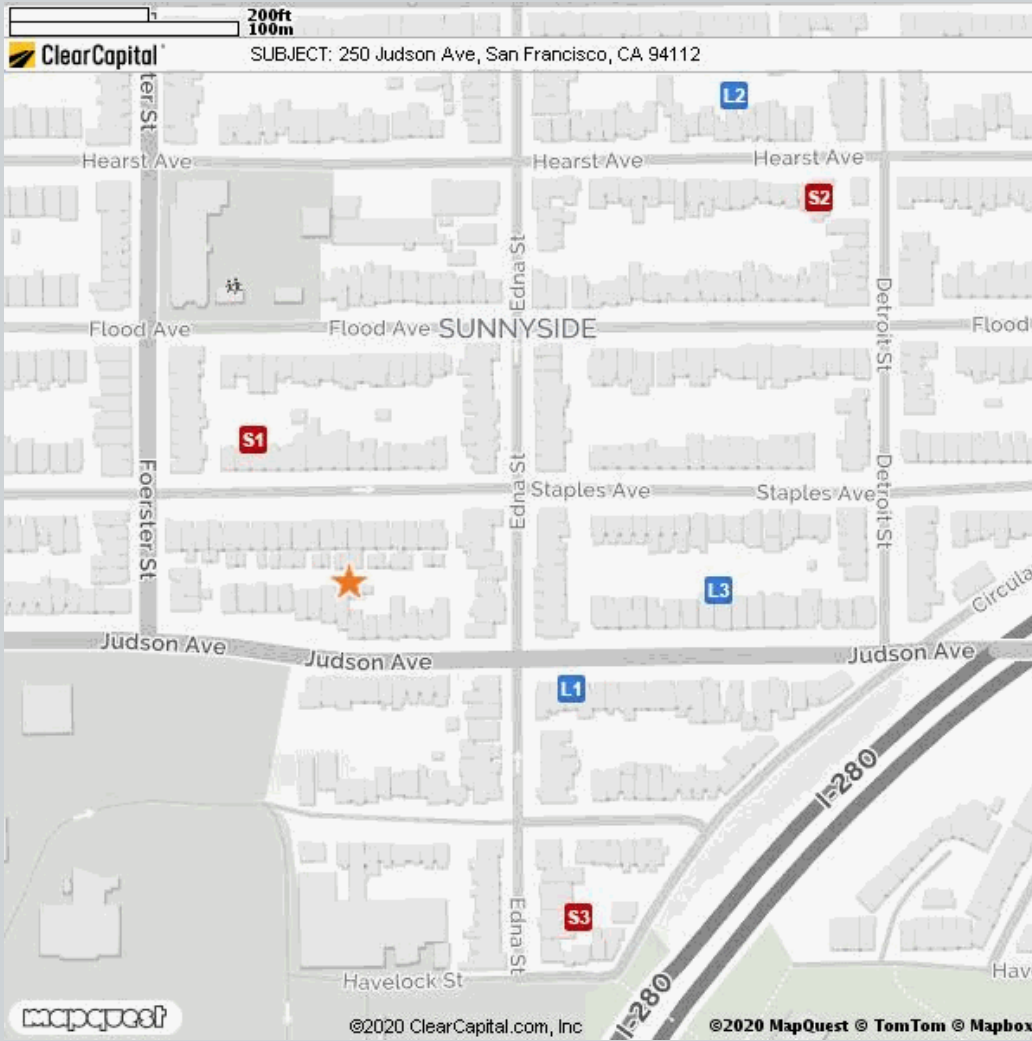 200ft
100m
ClearCapital
SUBJECT: 250 Judson Ave, San Francisco, CA 94112
ter St
L2
Hearst Ave
Hearst Ave
Hearst Ave
S2
Edna St
Detroit St
Flood Ave
Flood Ave
SUNNYSIDE
Flood
S1
Foerster St
Edna St
Staples Ave
Staples Ave
Detroit St
L3
Circula
Judson Ave
Judson Ave
Judson Ave
L1
I-280
Edna St
S3
Havelock St
Hav
I-280
mapquest
©2020 ClearCapital.com, Inc
©2020 MapQuest © TomTom © Mapbox